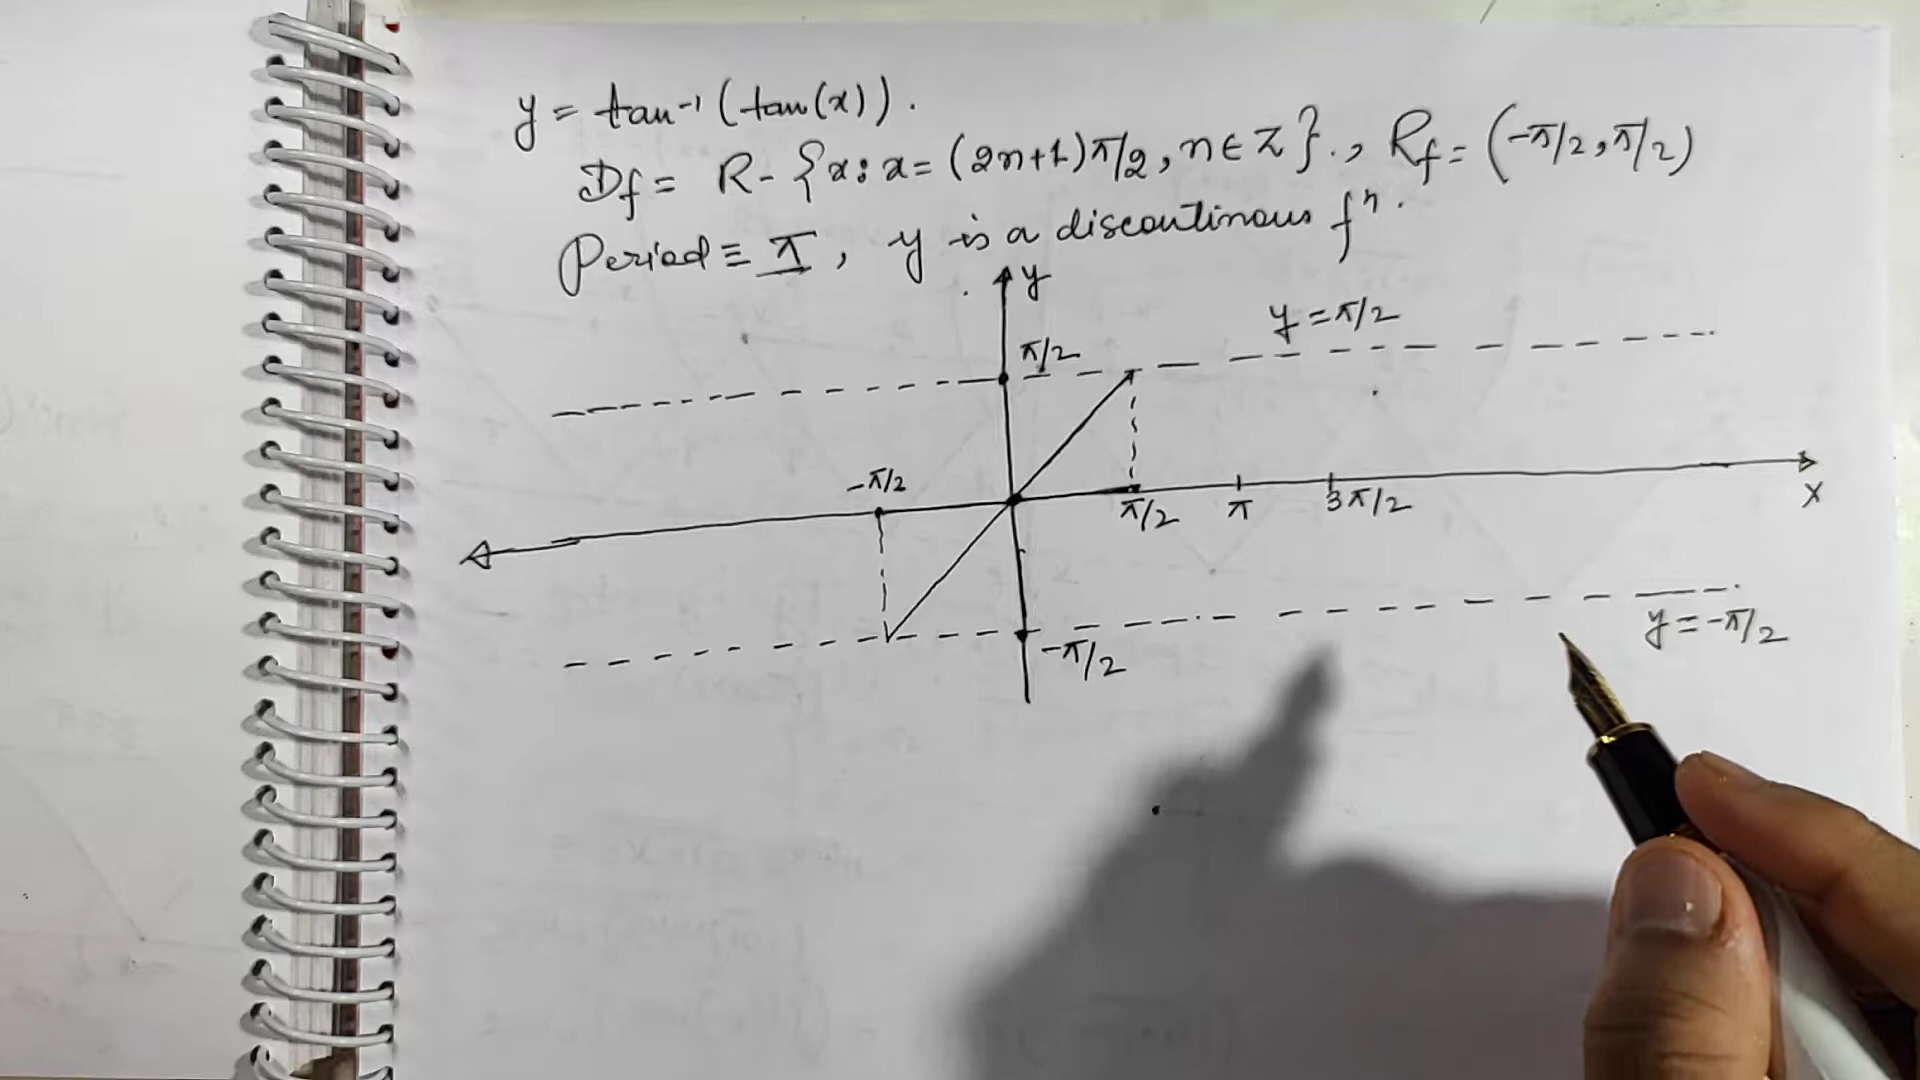 y = tan⁻¹(tan(x)).
Df = R - {x : x = (2n+1)π/2, n ∈ Z}., Rf = (-π/2, π/2)
Period ≡ π, y is a discontinous fⁿ.
y
y = π/2
π/2
-π/2
π/2
π
3π/2
X
y = -π/2
-π/2